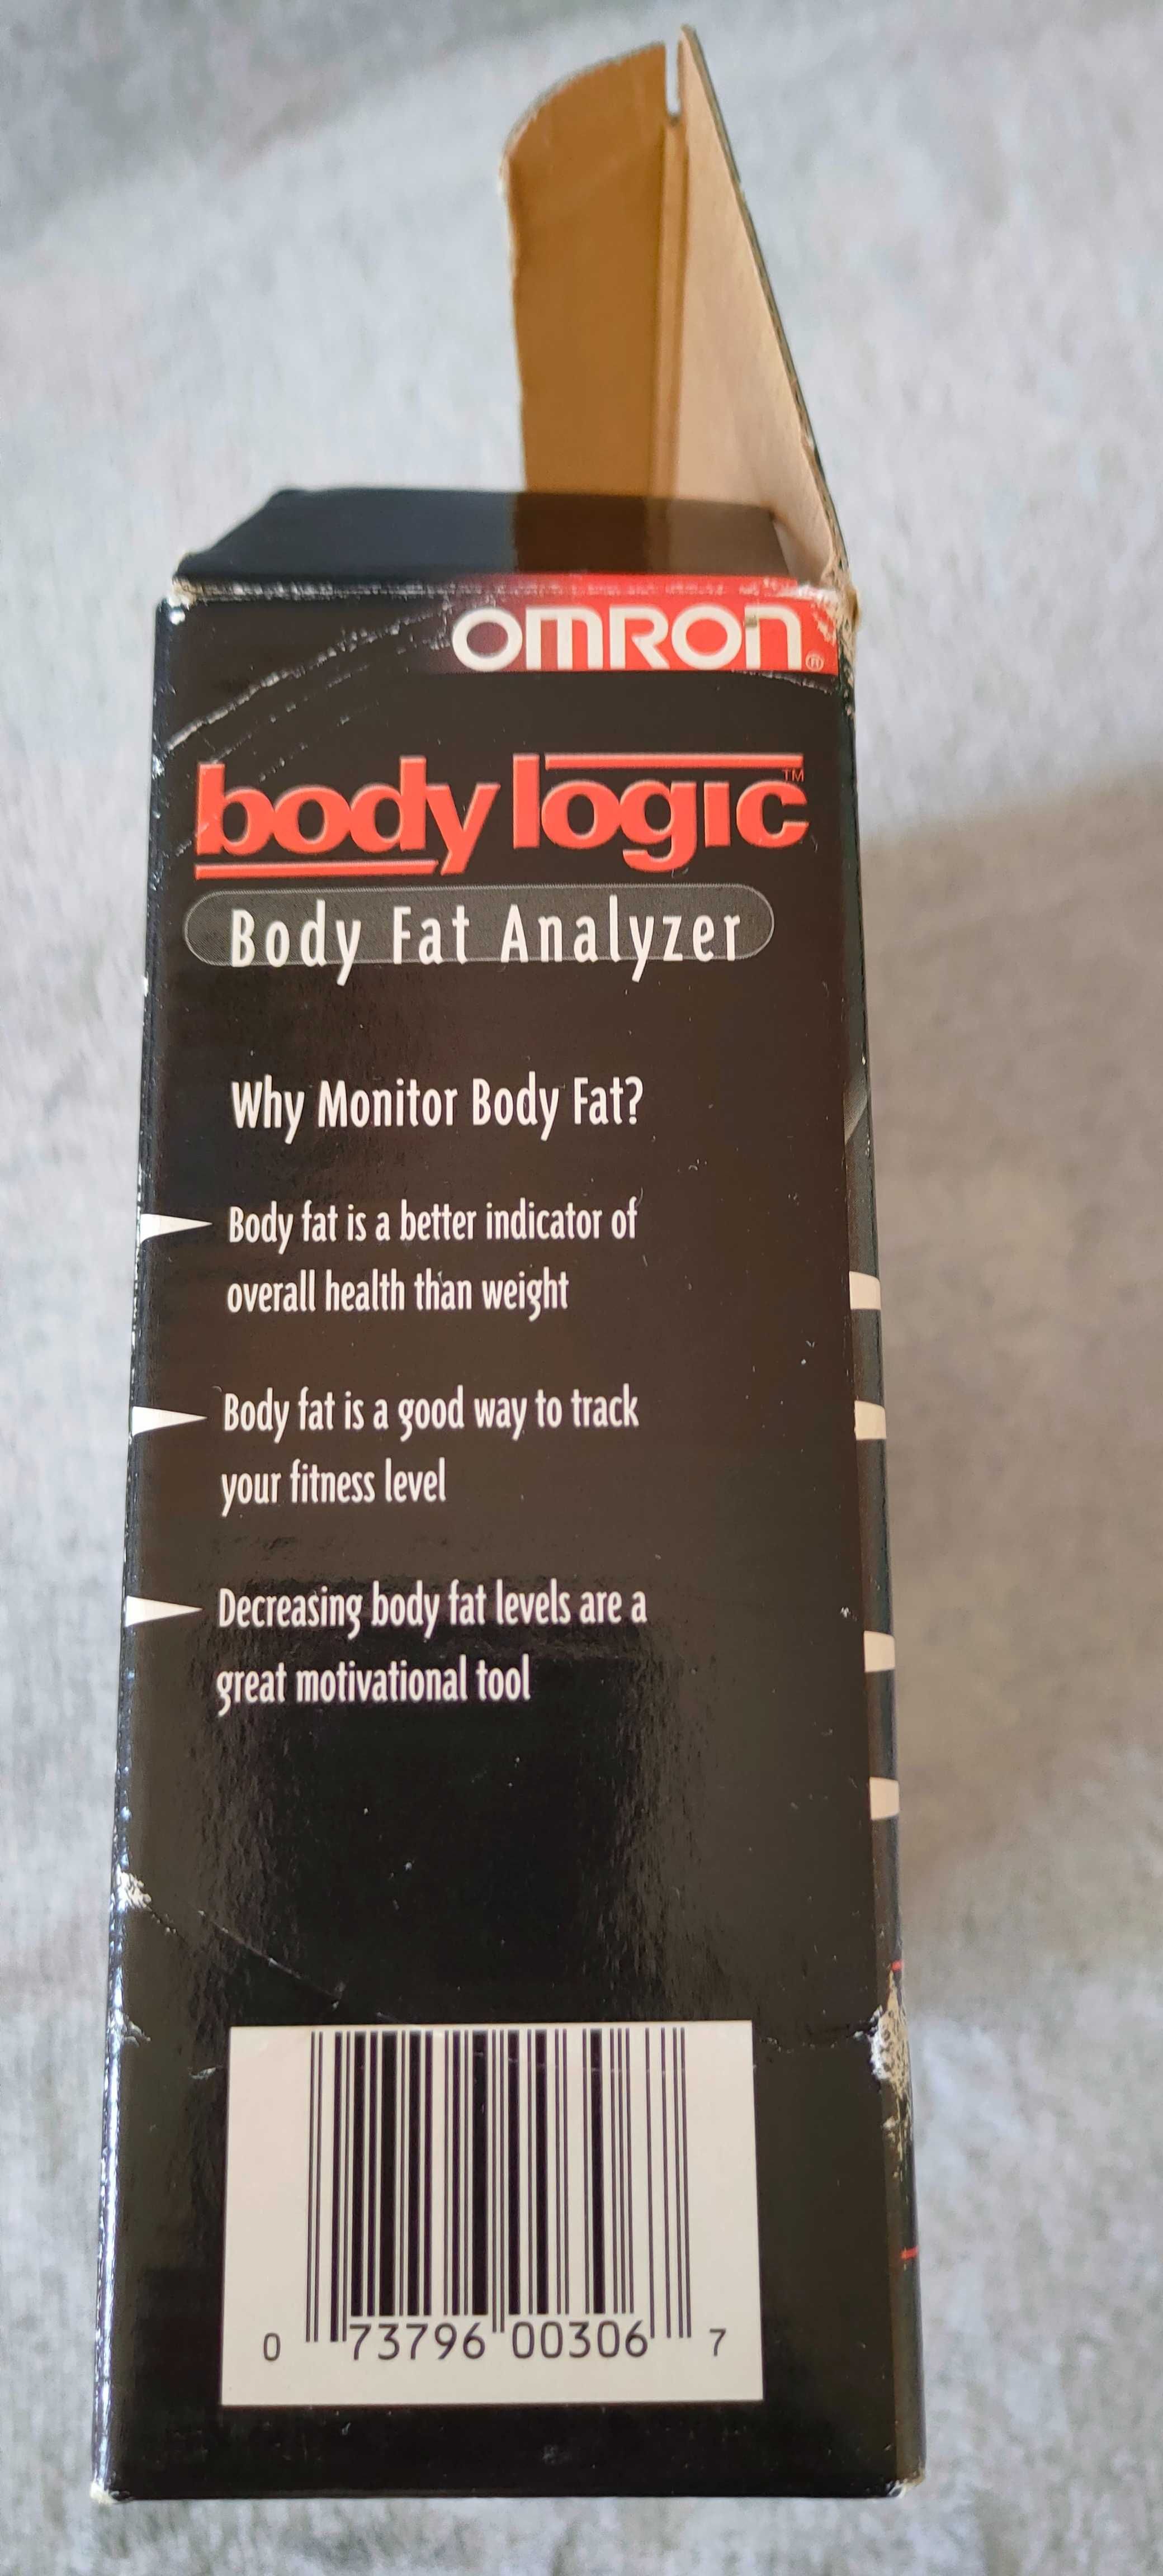 OMRON®
body logic™
Body Fat Analyzer
Why Monitor Body Fat?
Body fat is a better indicator of
overall health than weight
Body fat is a good way to track
your fitness level
Decreasing body fat levels are a
great motivational tool
0 73796 00306 7